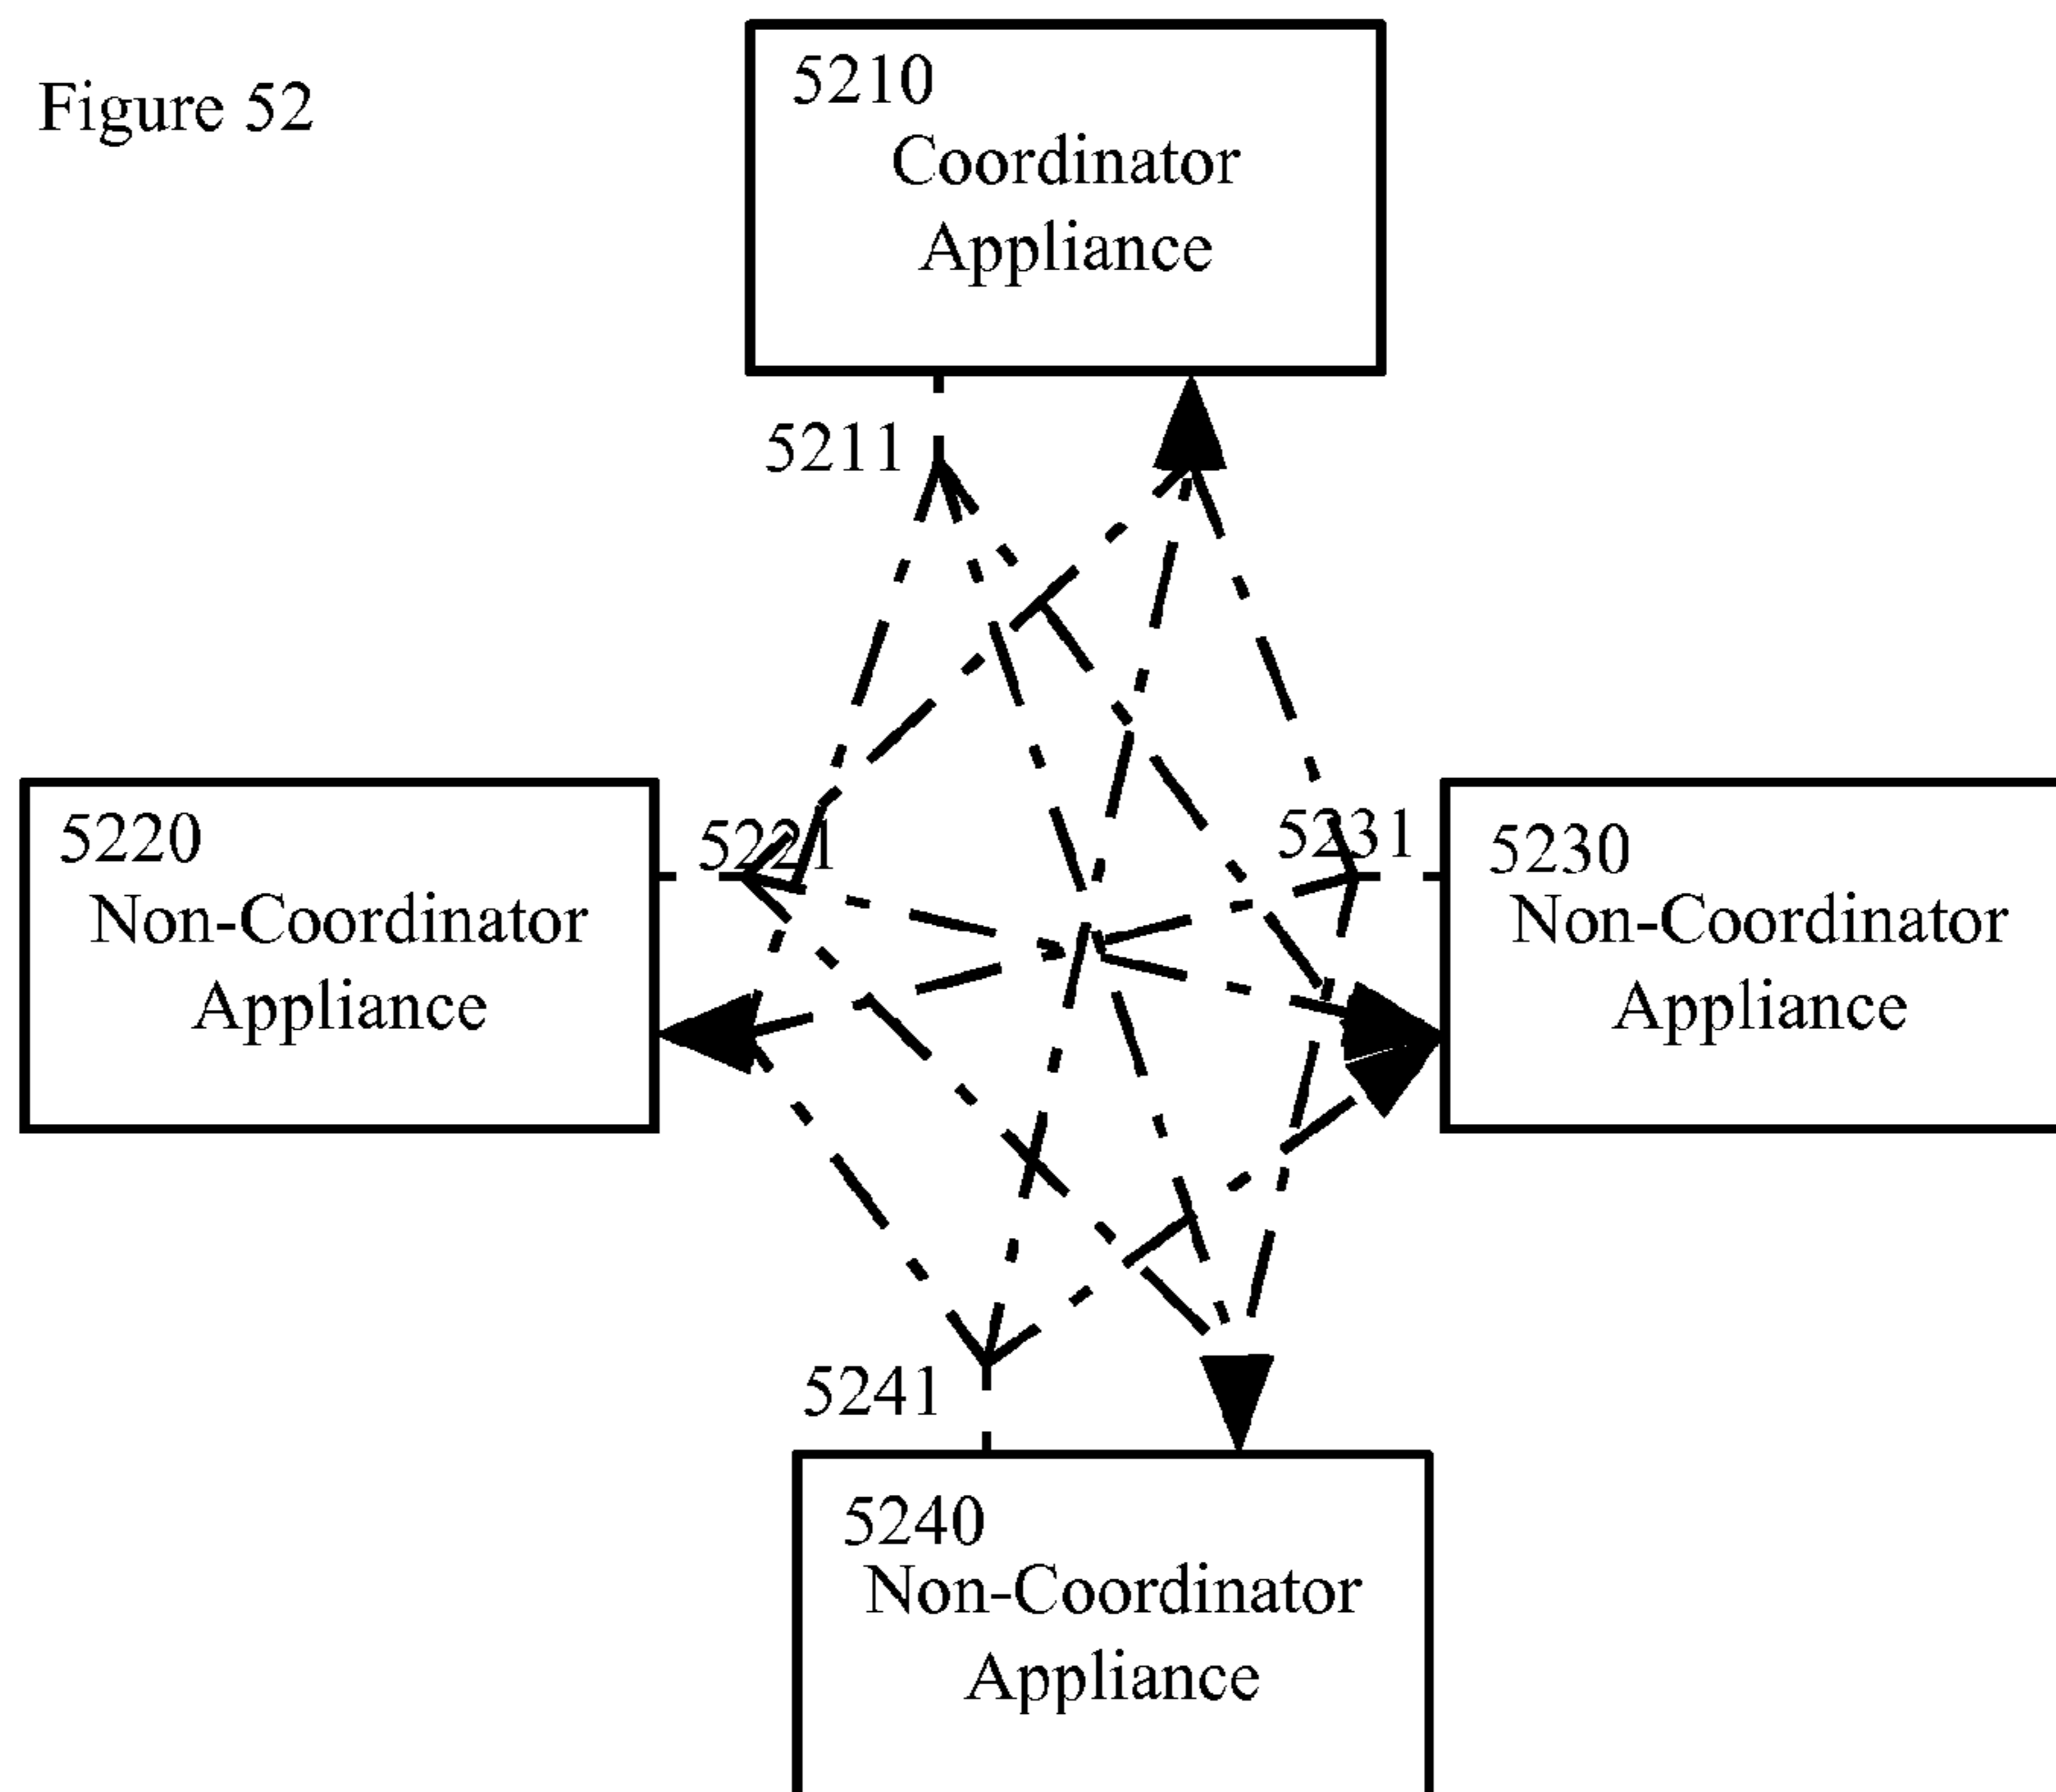 Figure 52
5210
Coordinator
Appliance
5211
5220
Non-Coordinator
Appliance
5221
5231
5230
Non-Coordinator
Appliance
5241
5240
Non-Coordinator
Appliance